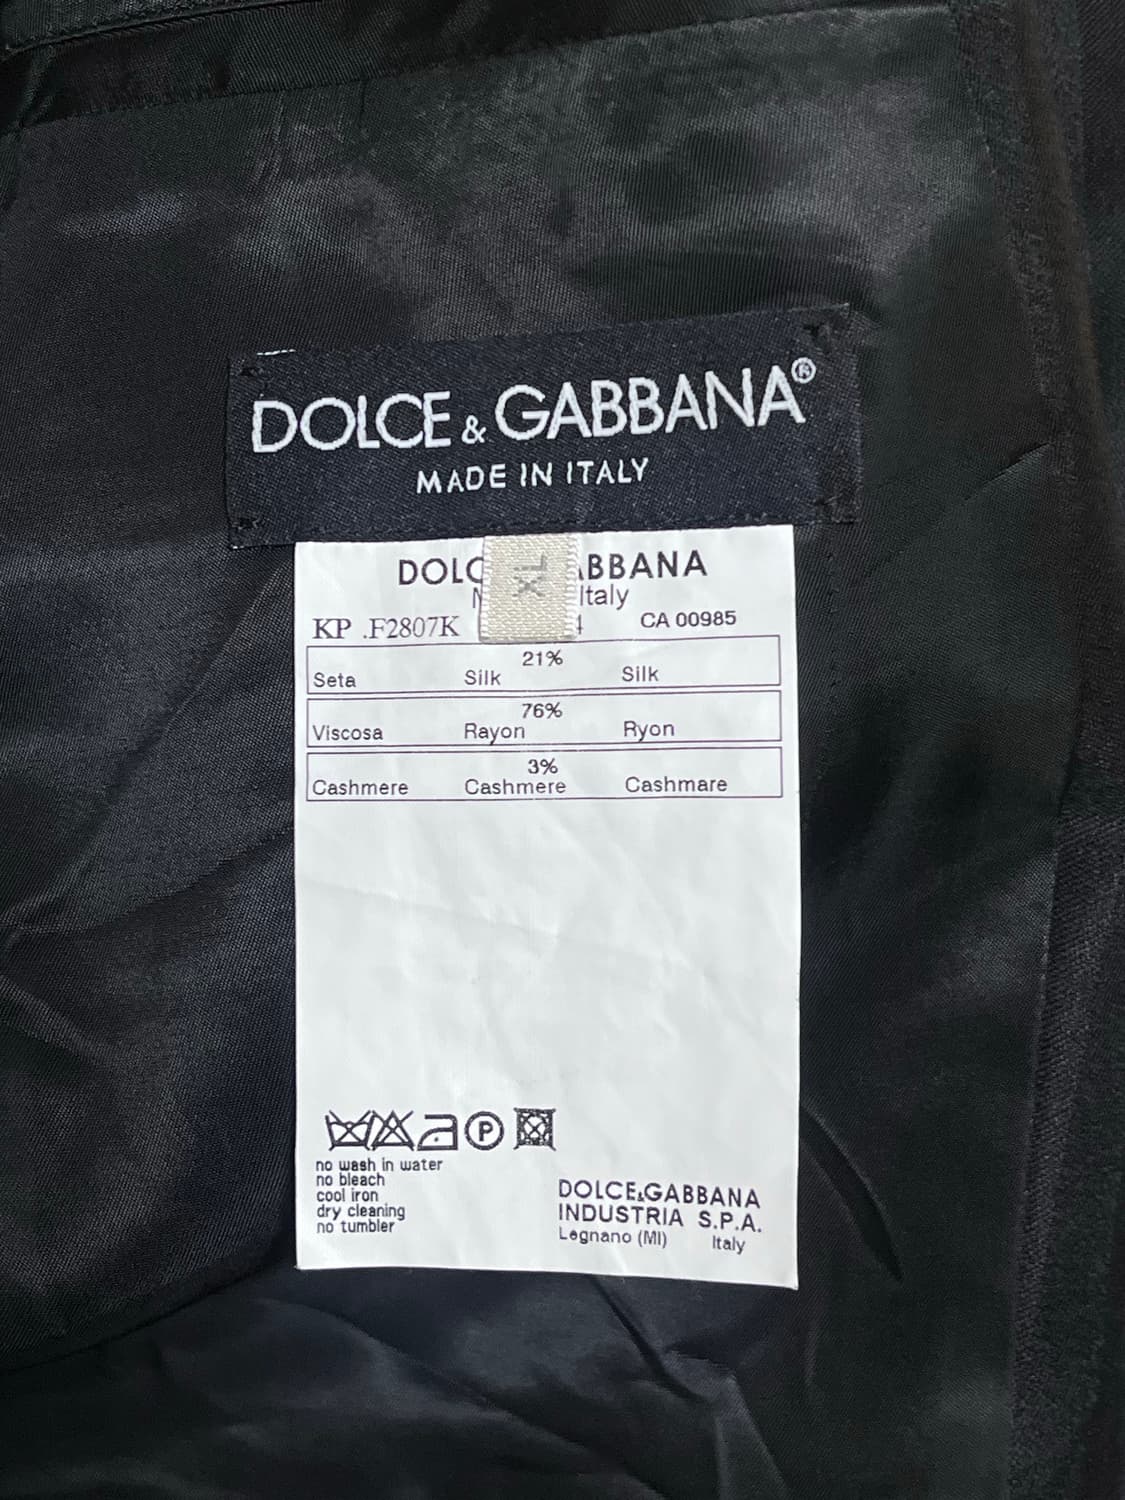 DOLCE & GABBANA®
MADE IN ITALY
XL
Italy
KP .F2807K CA 00985
21%
Seta Silk Silk
76%
Viscosa Rayon Ryon
3%
Cashmere Cashmere Cashmare
P
no wash in water
no bleach
cool iron
dry cleaning
no tumbler
DOLCE&GABBANA
INDUSTRIA S.P.A.
Legnano (MI) Italy